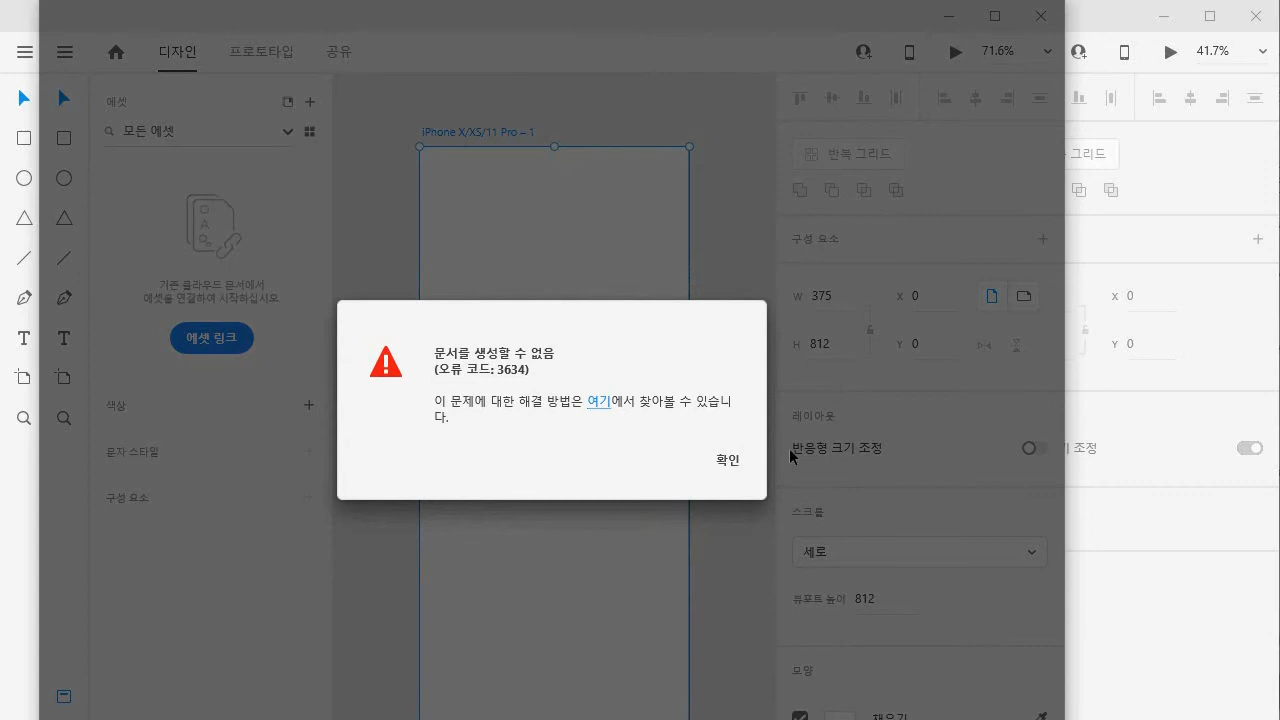 디자인
프로토타입
공유
71.6%
41.7%
에셋
모든 에셋
기존 클라우드 문서에서
에셋을 연결하여 시작하십시오.
에셋 링크
색상
문자 스타일
구성 요소
iPhone X/XS/11 Pro – 1
문서를 생성할 수 없음
(오류 코드: 3634)
이 문제에 대한 해결 방법은 여기에서 찾아볼 수 있습니
다.
확인
반복 그리드
그리드
구성 요소
W 375
X 0
X 0
H 812
Y 0
Y 0
레이아웃
반응형 크기 조정
조정
스크롤
세로
뷰포트 높이 812
모양
채우기